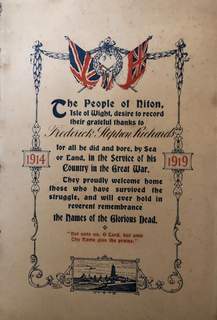 The People of Niton,
Isle of Wight, desire to record
their grateful thanks to
Frederick Stephen Richards
for all he did and bore, by Sea
or Land, in the Service of his
Country in the Great War.
1914
1919
They proudly welcome home
those who have survived the
struggle, and will ever hold in
reverent remembrance
the Names of the Glorious Dead.
"Not unto us, O Lord, but unto
Thy Name give the praise."